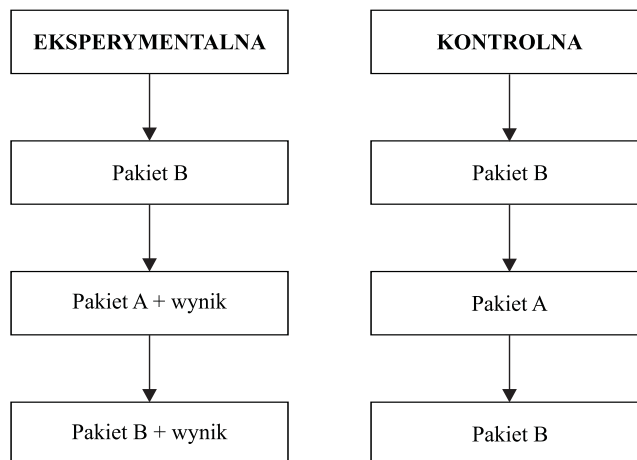 EKSPERYMENTALNA
KONTROLNA
Pakiet B
Pakiet B
Pakiet A + wynik
Pakiet A
Pakiet B + wynik
Pakiet B